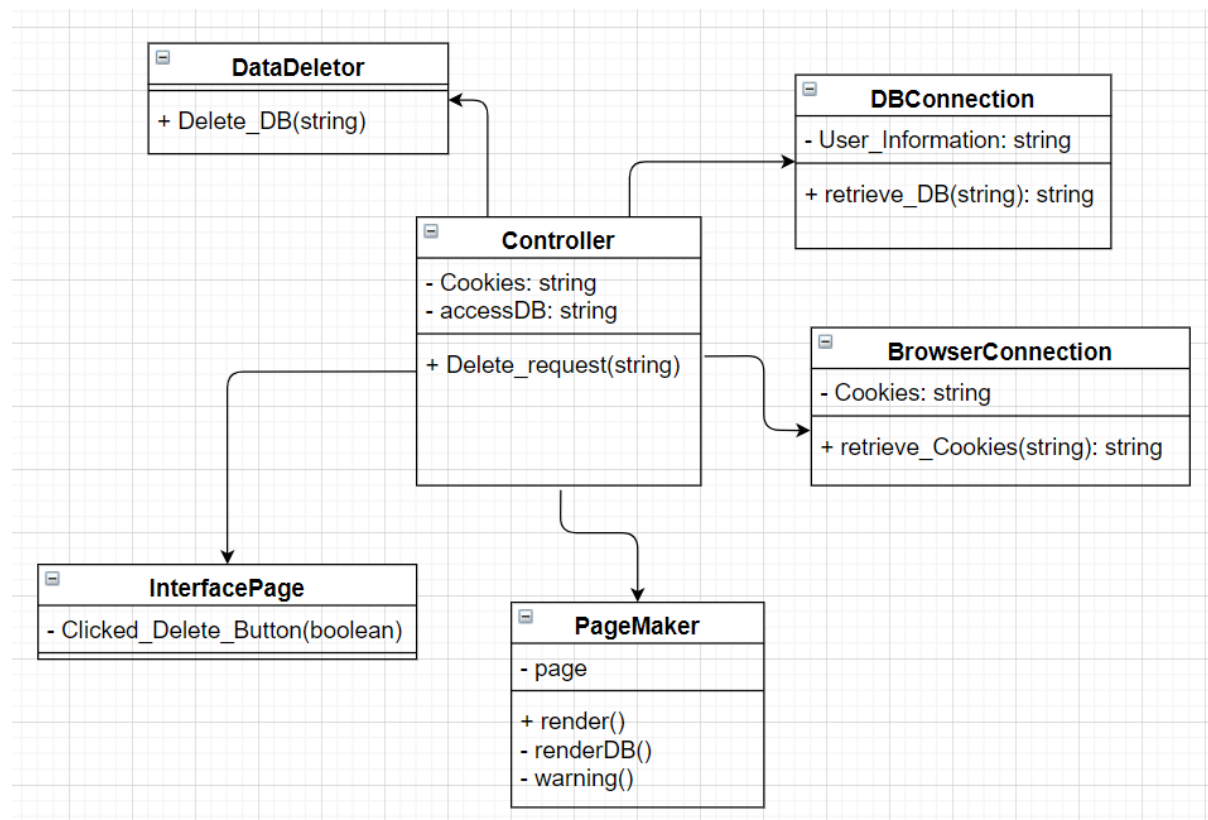 DataDeletor
+ Delete_DB(string)
DBConnection
- User_Information: string
+ retrieve_DB(string): string
Controller
- Cookies: string
- accessDB: string
+ Delete_request(string)
BrowserConnection
- Cookies: string
+ retrieve_Cookies(string): string
InterfacePage
- Clicked_Delete_Button(boolean)
PageMaker
- page
+ render()
- renderDB()
- warning()